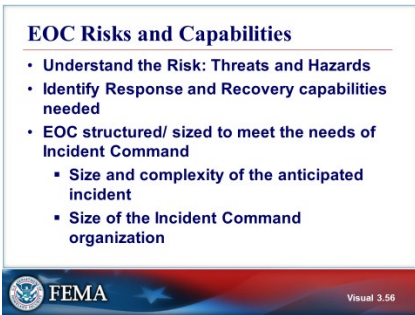 EOC Risks and Capabilities
• Understand the Risk: Threats and Hazards
• Identify Response and Recovery capabilities
needed
• EOC structured/ sized to meet the needs of
Incident Command
▪ Size and complexity of the anticipated
incident
▪ Size of the Incident Command
organization
FEMA
Visual 3.56